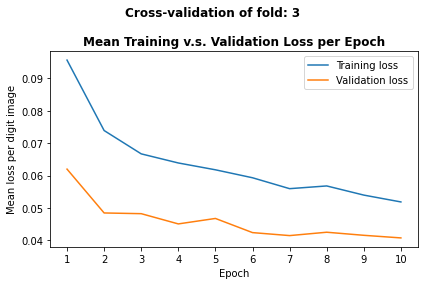 Cross-validation of fold: 3
Mean Training v.s. Validation Loss per Epoch
Training loss
Validation loss
Mean loss per digit image
0.09
0.08
0.07
0.06
0.05
0.04
1 2 3 4 5 6 7 8 9 10
Epoch